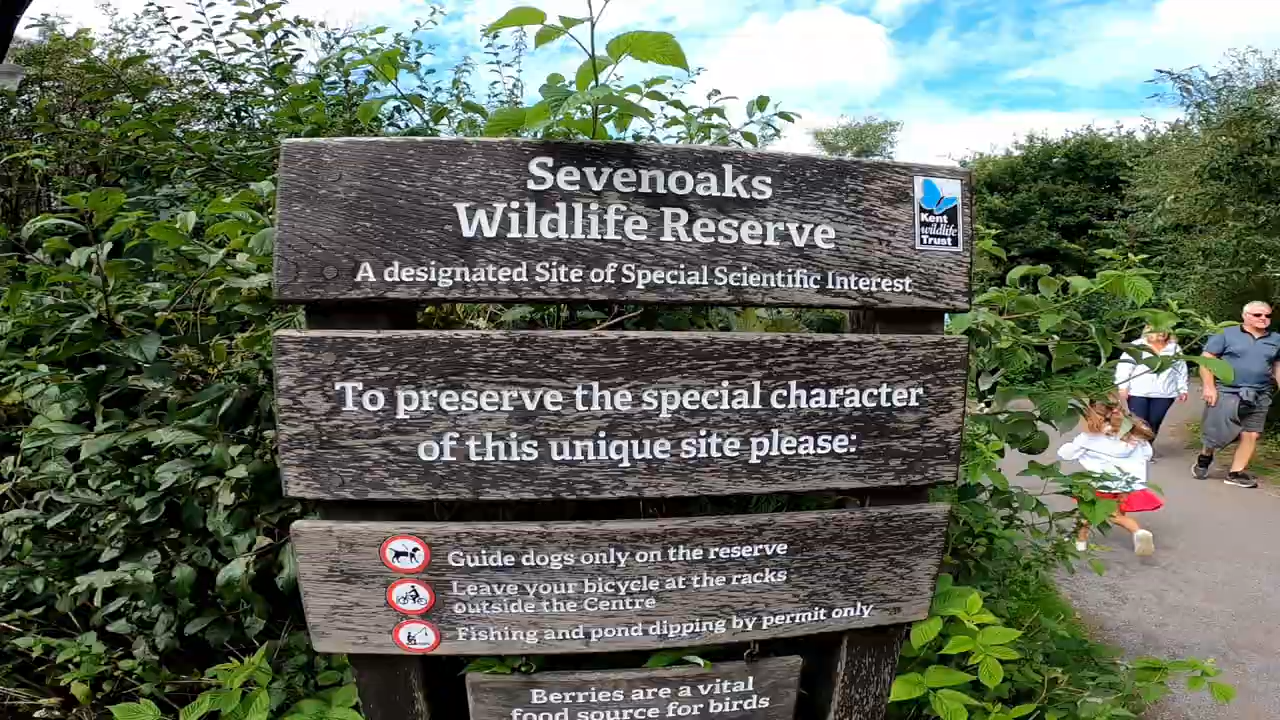 Sevenoaks
Wildlife Reserve
Kent
wildlife
Trust
A designated Site of Special Scientific Interest
To preserve the special character
of this unique site please:
Guide dogs only on the reserve
Leave your bicycle at the racks
outside the Centre
Fishing and pond dipping by permit only
Berries are a vital
food source for birds